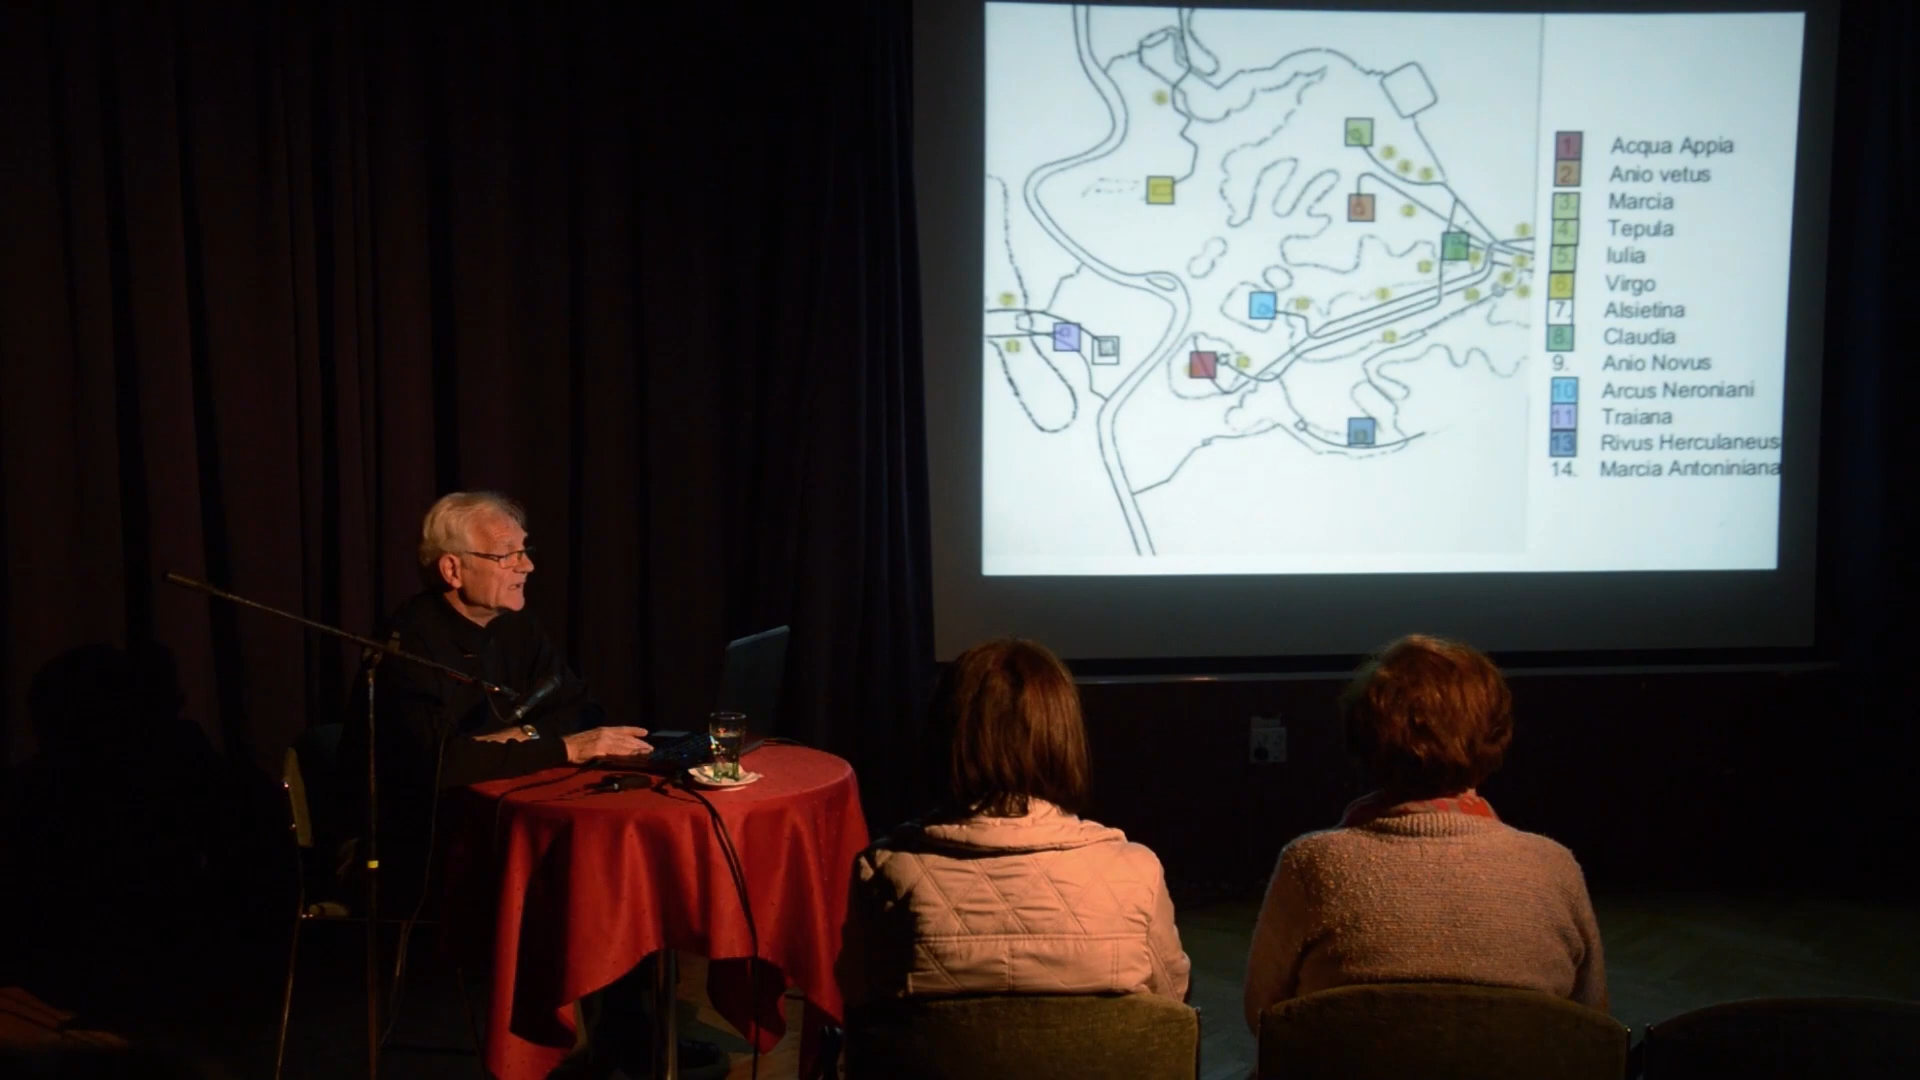 1. Acqua Appia
2. Anio vetus
3. Marcia
4. Tepula
5. Iulia
6 Virgo
7. Alsietina
8. Claudia
9. Anio Novus
10 Arcus Neroniani
11 Traiana
13 Rivus Herculaneus
14. Marcia Antoniniana